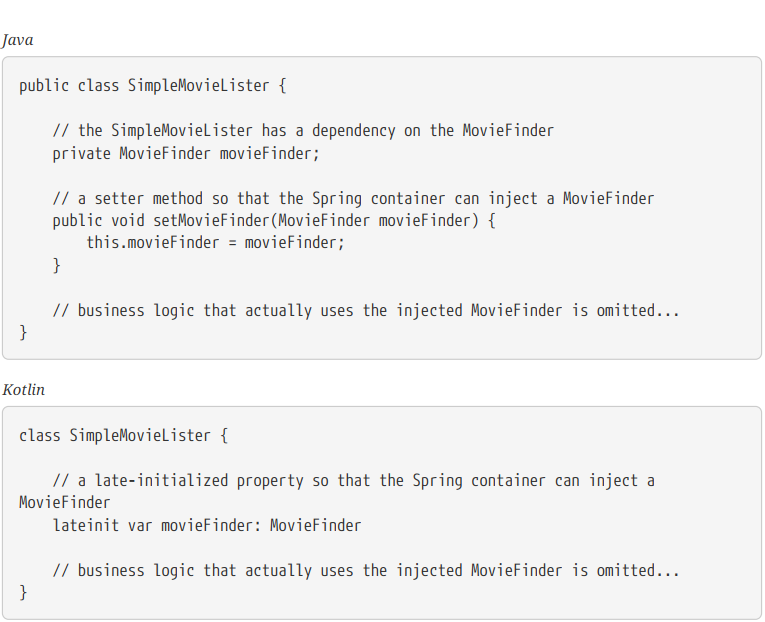 Java
public class SimpleMovieLister {
    // the SimpleMovieLister has a dependency on the MovieFinder
    private MovieFinder movieFinder;
    // a setter method so that the Spring container can inject a MovieFinder
    public void setMovieFinder(MovieFinder movieFinder) {
        this.movieFinder = movieFinder;
    }
    // business logic that actually uses the injected MovieFinder is omitted...
}
Kotlin
class SimpleMovieLister {
    // a late-initialized property so that the Spring container can inject a
MovieFinder
    lateinit var movieFinder: MovieFinder
    // business logic that actually uses the injected MovieFinder is omitted...
}